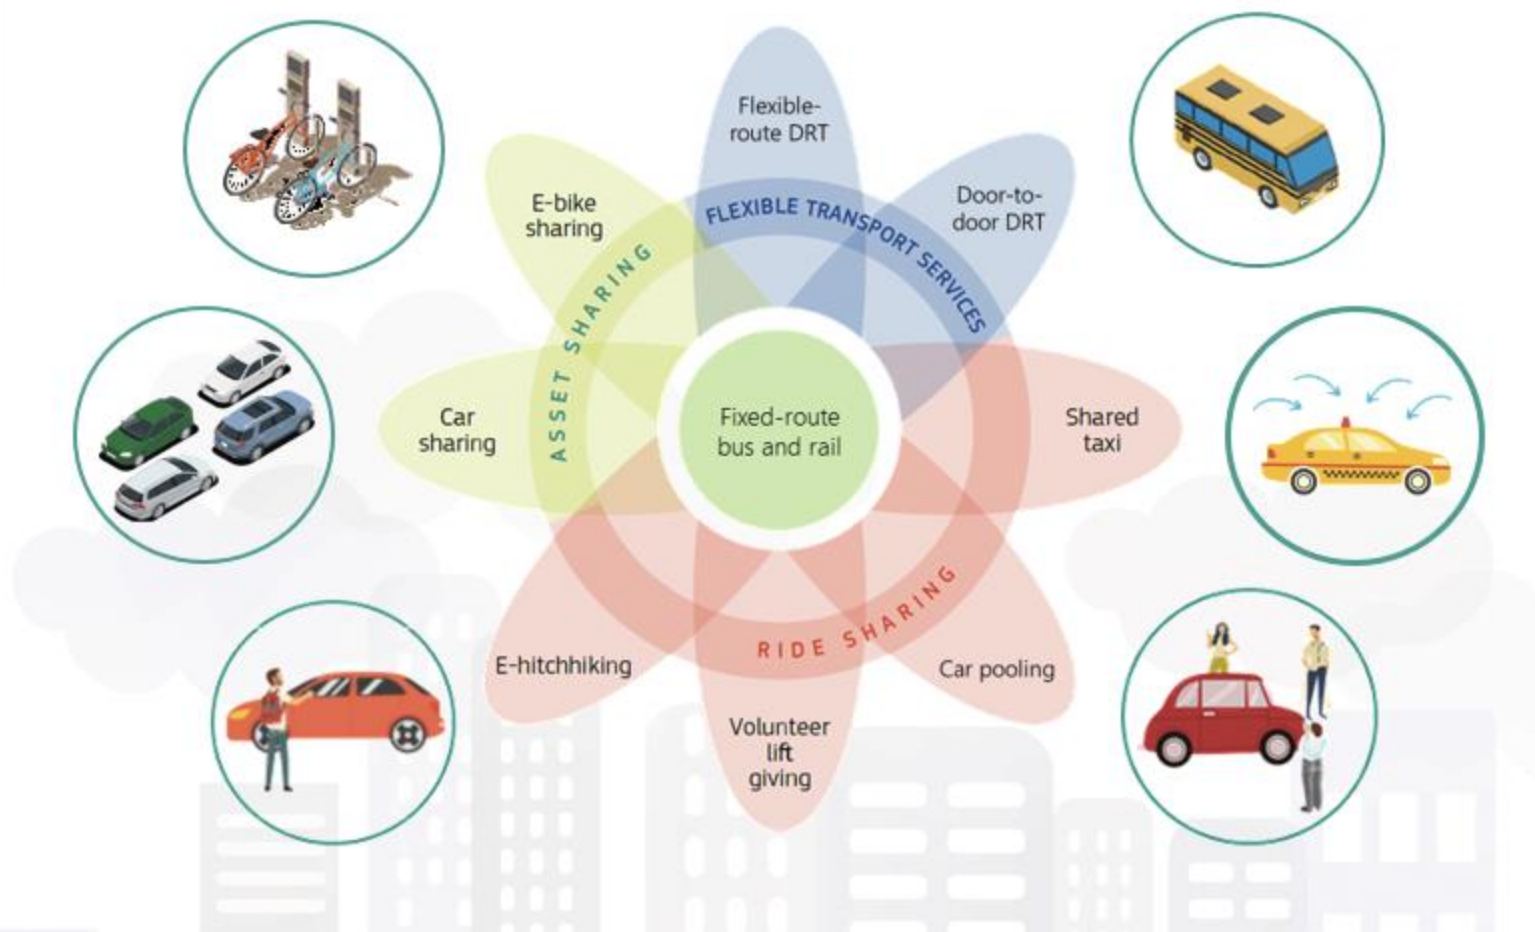 Flexible-
route DRT
Door-to-
door DRT
E-bike
sharing
FLEXIBLE TRANSPORT SERVICES
ASSET SHARING
Car
sharing
Fixed-route
bus and rail
Shared
taxi
RIDE SHARING
E-hitchhiking
Car pooling
Volunteer
lift
giving